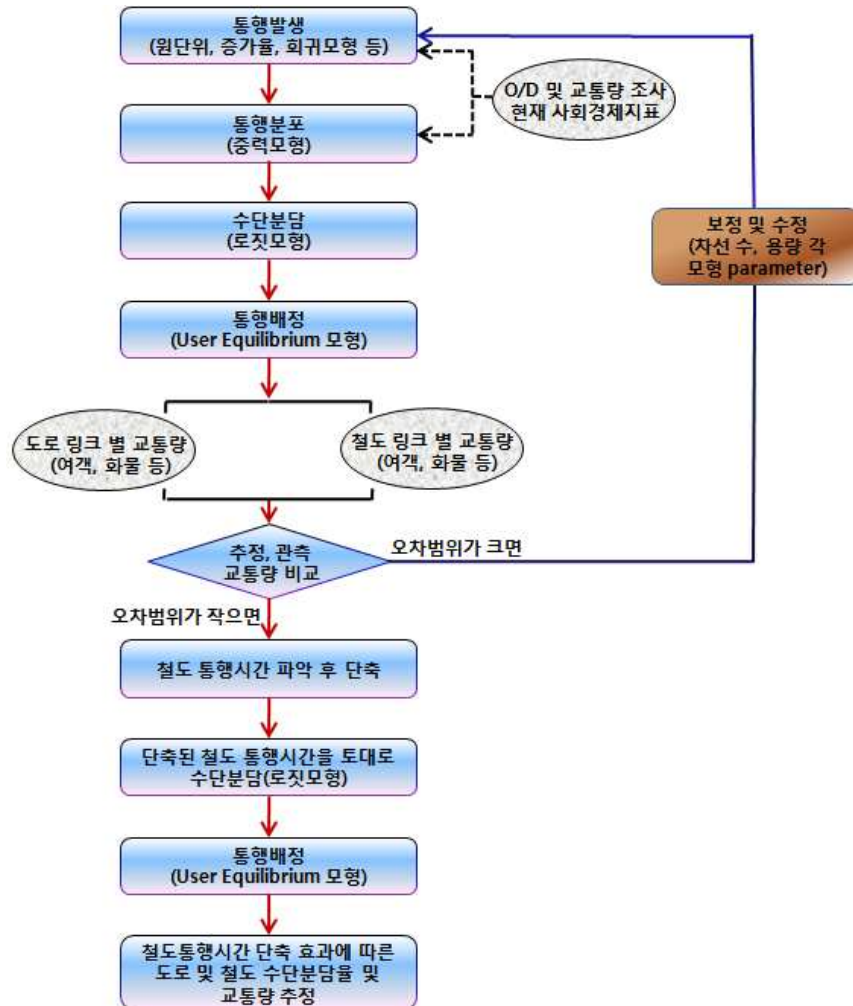 통행발생
(원단위, 증가율, 회귀모형 등)
O/D 및 교통량 조사
현재 사회경제지표
통행분포
(중력모형)
수단분담
(로짓모형)
보정 및 수정
(차선 수, 용량 각
모형 parameter)
통행배정
(User Equilibrium 모형)
도로 링크 별 교통량
(여객, 화물 등)
철도 링크 별 교통량
(여객, 화물 등)
추정, 관측
교통량 비교
오차범위가 크면
오차범위가 작으면
철도 통행시간 파악 후 단축
단축된 철도 통행시간을 토대로
수단분담(로짓모형)
통행배정
(User Equilibrium 모형)
철도통행시간 단축 효과에 따른
도로 및 철도 수단분담율 및
교통량 추정